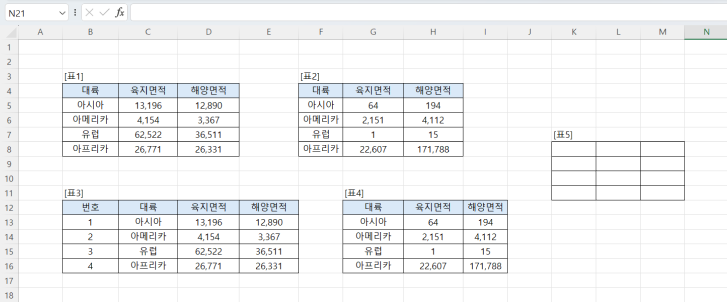 N21 fx
A B C D E F G H I J K L M N
1
2
3 [표1] [표2]
4 대륙 육지면적 해양면적 대륙 육지면적 해양면적
5 아시아 13,196 12,890 아시아 64 194
6 아메리카 4,154 3,367 아메리카 2,151 4,112
7 유럽 62,522 36,511 유럽 1 15 [표5]
8 아프리카 26,771 26,331 아프리카 22,607 171,788
9
10
11 [표3] [표4]
12 번호 대륙 육지면적 해양면적 대륙 육지면적 해양면적
13 1 아시아 13,196 12,890 아시아 64 194
14 2 아메리카 4,154 3,367 아메리카 2,151 4,112
15 3 유럽 62,522 36,511 유럽 1 15
16 4 아프리카 26,771 26,331 아프리카 22,607 171,788
17
18